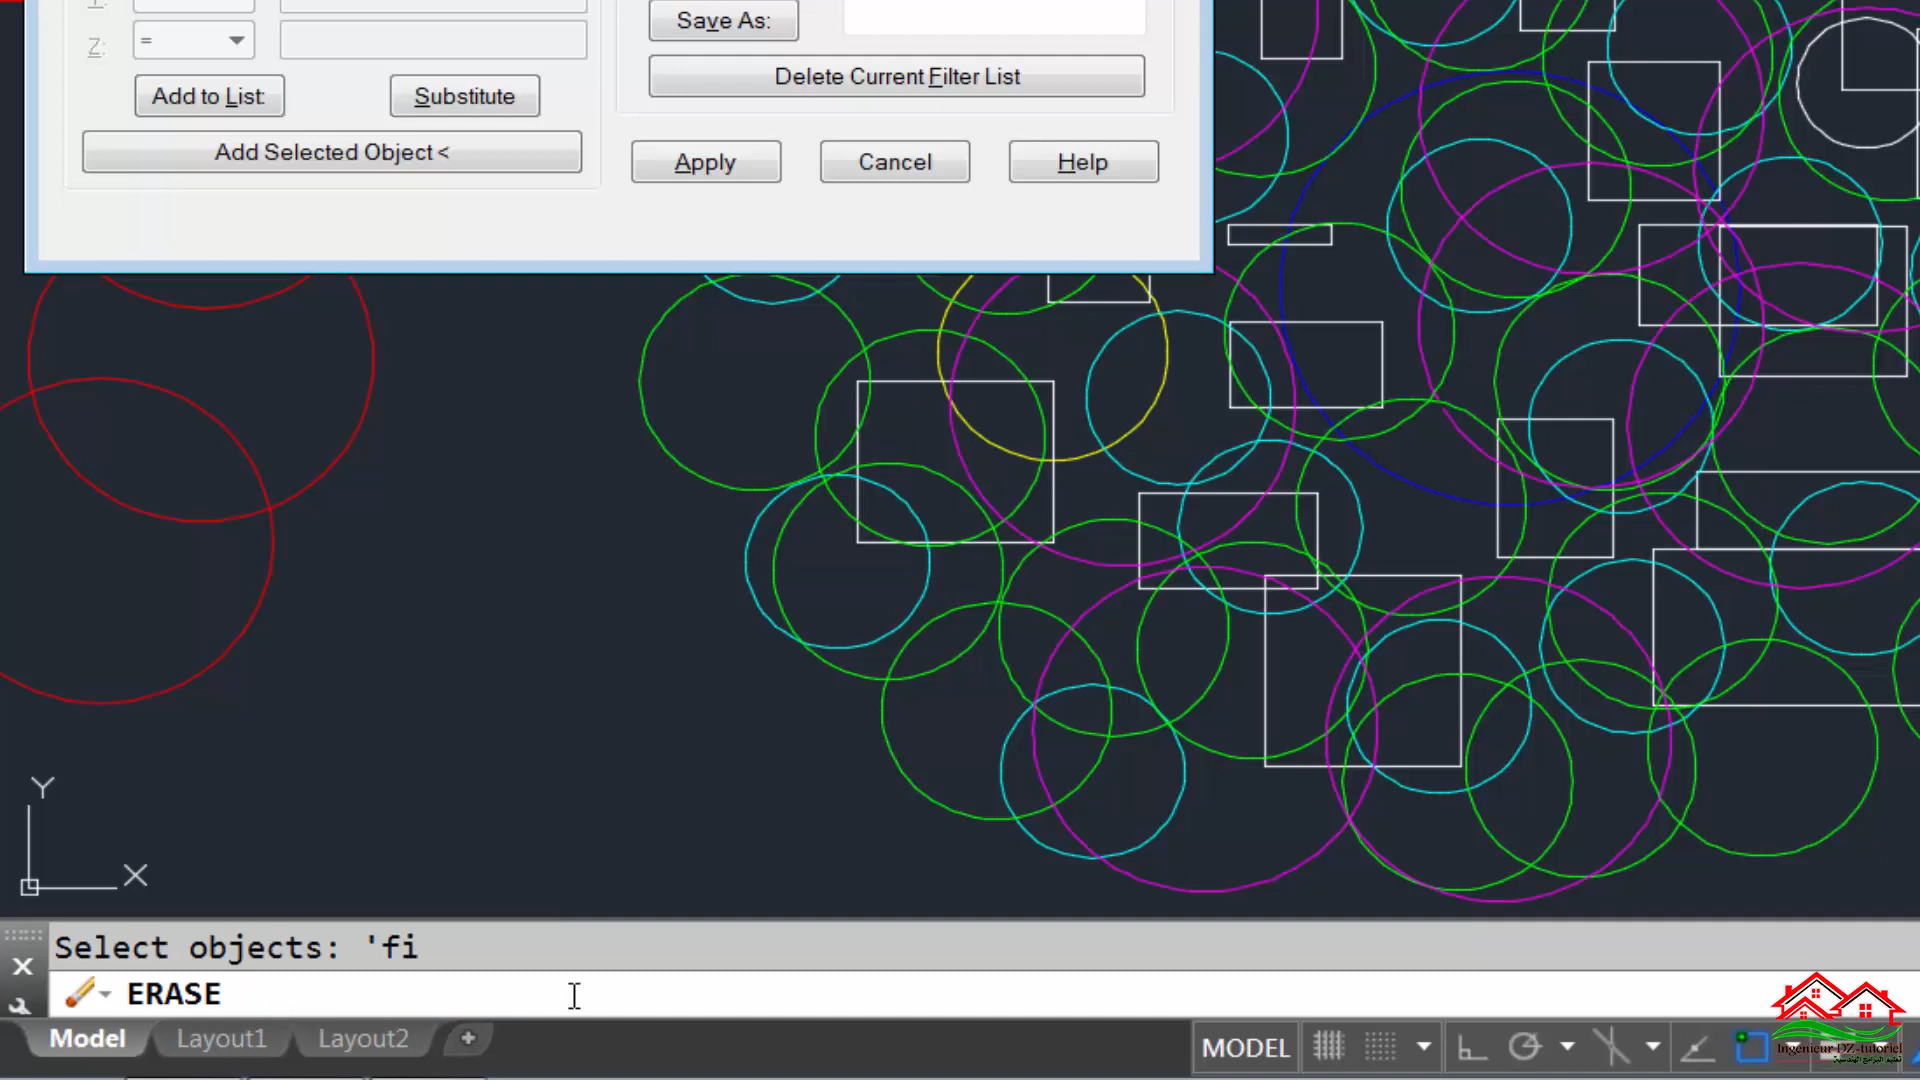 Save As:
Z:
=
Add to List:
Substitute
Delete Current Filter List
Add Selected Object <
Apply
Cancel
Help
Y
X
Select objects: 'fi
ERASE
Model
Layout1
Layout2
MODEL
Ingénieur DZ-tutoriel